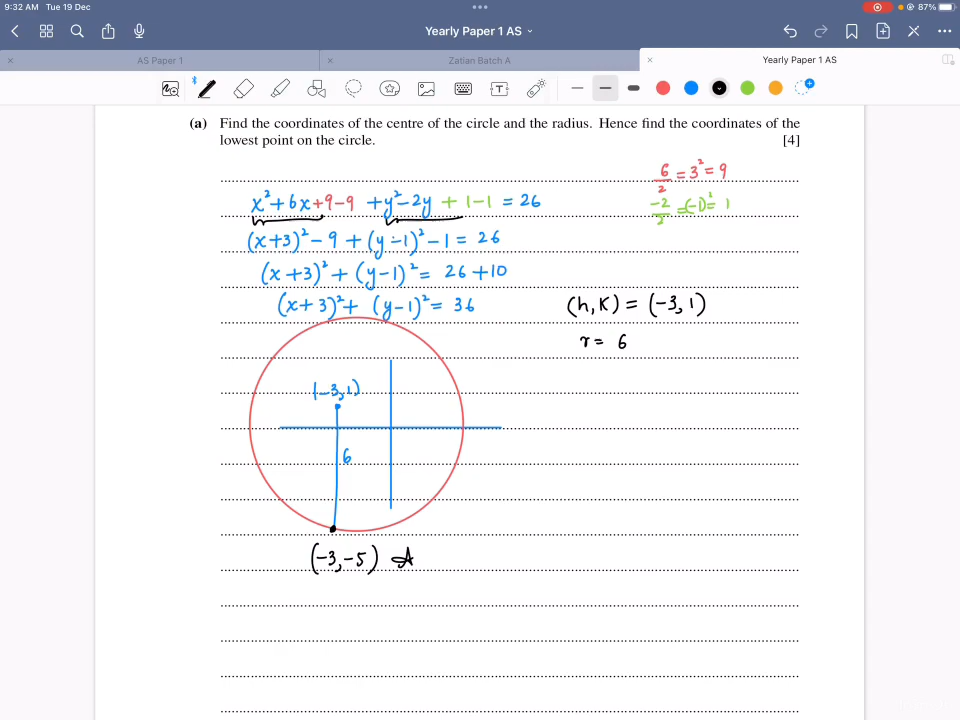 9:32 AM Tue 19 Dec
87%
Yearly Paper 1 AS
AS Paper 1
Zatian Batch A
Yearly Paper 1 AS
(a) Find the coordinates of the centre of the circle and the radius. Hence find the coordinates of the
lowest point on the circle. [4]
6/2 = 3² = 9
x² + 6x + 9 - 9 + y² - 2y + 1 - 1 = 26
-2/2 = (-1)² = 1
(x+3)² - 9 + (y-1)² - 1 = 26
(x+3)² + (y-1)² = 26 + 10
(x+3)² + (y-1)² = 36
(h, K) = (-3, 1)
r = 6
(-3, 1)
6
(-3, -5) A